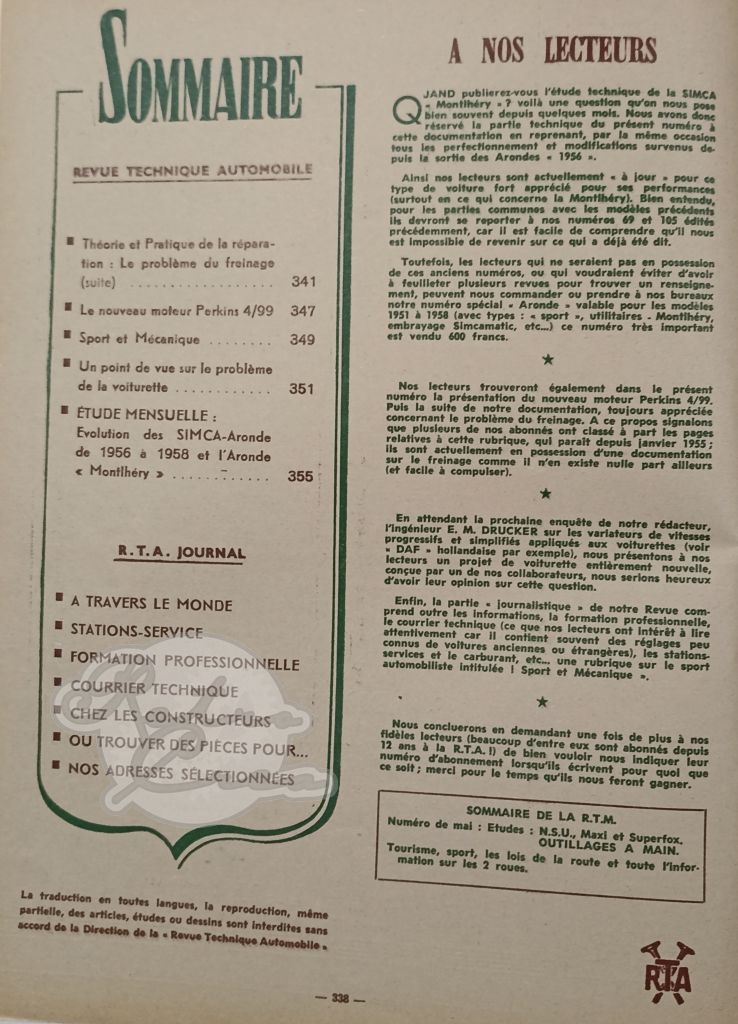 SOMMAIRE
REVUE TECHNIQUE AUTOMOBILE
■ Théorie et Pratique de la répara-
tion : Le problème du freinage
(suite) .................... 341
■ Le nouveau moteur Perkins 4/99 347
■ Sport et Mécanique ........ 349
■ Un point de vue sur le problème
de la voiturette ............ 351
■ ÉTUDE MENSUELLE :
Evolution des SIMCA-Aronde
de 1956 à 1958 et l'Aronde
« Montlhéry » ............ 355
R.T.A. JOURNAL
■ A TRAVERS LE MONDE
■ STATIONS-SERVICE
■ FORMATION PROFESSIONNELLE
■ COURRIER TECHNIQUE
■ CHEZ LES CONSTRUCTEURS
■ OU TROUVER DES PIÈCES POUR...
■ NOS ADRESSES SÉLECTIONNÉES
La traduction en toutes langues, la reproduction, même
partielle, des articles, études ou dessins sont interdites sans
accord de la Direction de la « Revue Technique Automobile »
A NOS LECTEURS
QUAND publierez-vous l'étude technique de la SIMCA
« Montlhéry » ? voilà une question qu'on nous pose
bien souvent depuis quelques mois. Nous avons donc
réservé la partie technique du présent numéro à
cette documentation en reprenant, par la même occasion
tous les perfectionnement et modifications survenus de-
puis la sortie des Arondes « 1956 ».
Ainsi nos lecteurs sont actuellement « à jour » pour ce
type de voiture fort apprécié pour ses performances
(surtout en ce qui concerne la Montlhéry). Bien entendu,
pour les parties communes avec les modèles précédents
ils devront se reporter à nos numéros 69 et 105 édités
précédemment, car il est facile de comprendre qu'il nous
est impossible de revenir sur ce qui a déjà été dit.
Toutefois, les lecteurs qui ne seraient pas en possession
de ces anciens numéros, ou qui voudraient éviter d'avoir
à feuilleter plusieurs revues pour trouver un renseigne-
ment, peuvent nous commander ou prendre à nos bureaux
notre numéro spécial « Aronde » valable pour les modèles
1951 à 1958 (avec types : « sport », utilitaires - Montlhéry,
embrayage Simcamatic, etc...) ce numéro très important
est vendu 600 francs.
★
Nos lecteurs trouveront également dans le présent
numéro la présentation du nouveau moteur Perkins 4/99.
Puis la suite de notre documentation, toujours appréciée
concernant le problème du freinage. A ce propos signalons
que plusieurs de nos abonnés ont classé à part les pages
relatives à cette rubrique, qui paraît depuis janvier 1955 ;
ils sont actuellement en possession d'une documentation
sur le freinage comme il n'en existe nulle part ailleurs
(et facile à compulser).
★
En attendant la prochaine enquête de notre rédacteur,
l'ingénieur E. M. DRUCKER sur les variateurs de vitesses
progressifs et simplifiés appliqués aux voiturettes (voir
« DAF » hollandaise par exemple), nous présentons à nos
lecteurs un projet de voiturette entièrement nouvelle,
conçue par un de nos collaborateurs, nous serions heureux
d'avoir leur opinion sur cette question.
Enfin, la partie « journalistique » de notre Revue com-
prend outre les informations, la formation professionnelle,
le courrier technique (ce que nos lecteurs ont intérêt à lire
attentivement car il contient souvent des réglages peu
connus de voitures anciennes ou étrangères), les stations-
services et le carburant, etc... une rubrique sur le sport
automobiliste intitulée : Sport et Mécanique ».
★
Nous concluerons en demandant une fois de plus à nos
fidèles lecteurs (beaucoup d'entre eux sont abonnés depuis
12 ans à la R.T.A. !) de bien vouloir nous indiquer leur
numéro d'abonnement lorsqu'ils écrivent pour quoi que
ce soit ; merci pour le temps qu'ils nous feront gagner.
SOMMAIRE DE LA R.T.M.
Numéro de mai : Etudes : N.S.U., Maxi et Superfox.
OUTILLAGES A MAIN.
Tourisme, sport, les lois de la route et toute l'infor-
mation sur les 2 roues.
RTA
— 338 —